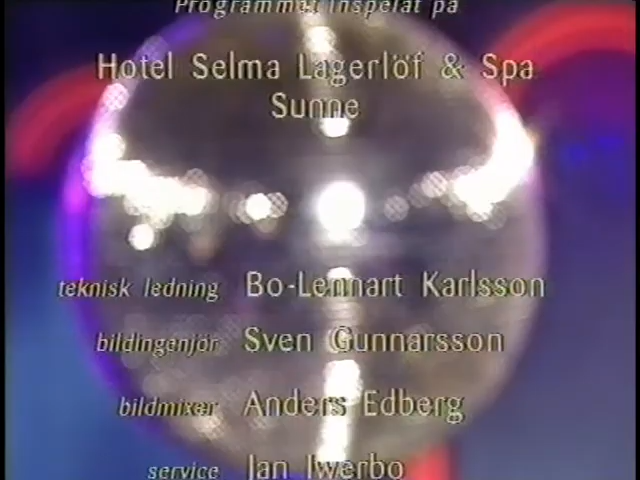 Programmet inspelat på
Hotel Selma Lagerlöf & Spa
Sunne
teknisk ledning Bo-Lennart Karlsson
bildingenjör Sven Gunnarsson
bildmixer Anders Edberg
service Jan Iwerbo